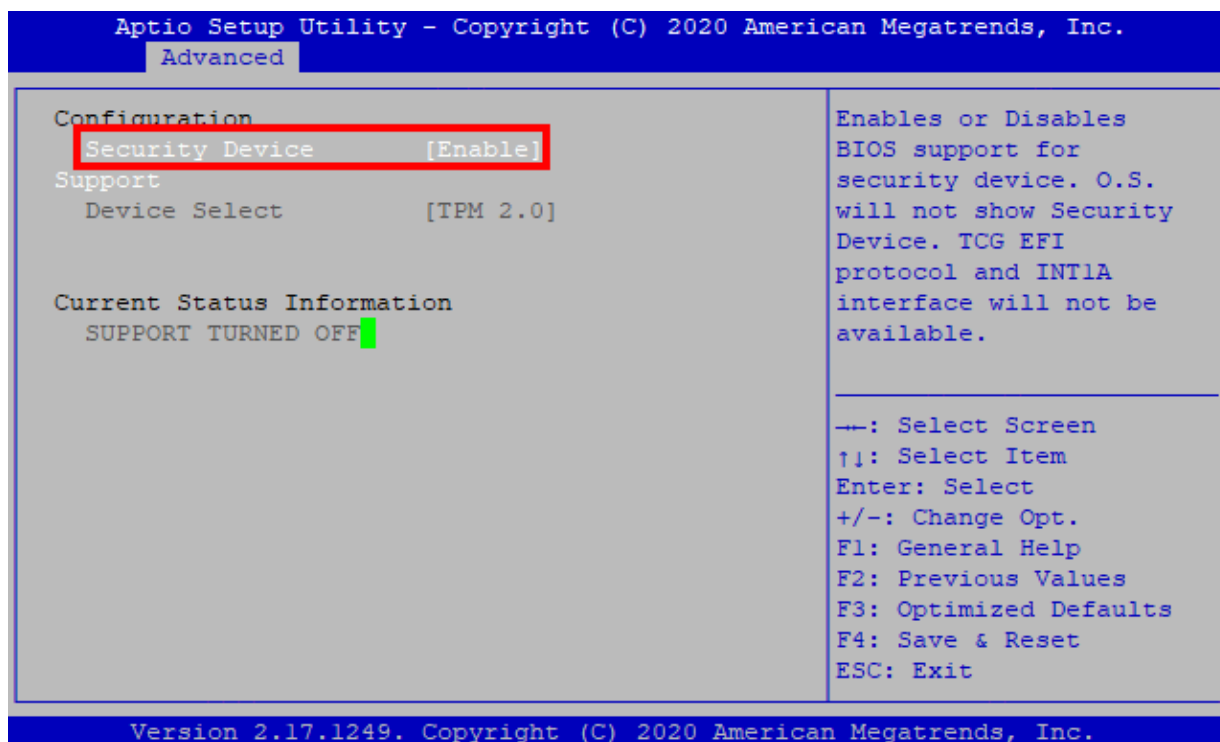 Aptio Setup Utility – Copyright (C) 2020 American Megatrends, Inc.
Advanced
Configuration
Security Device [Enable]
Support
Device Select [TPM 2.0]
Current Status Information
SUPPORT TURNED OFF
Enables or Disables
BIOS support for
security device. O.S.
will not show Security
Device. TCG EFI
protocol and INT1A
interface will not be
available.
→←: Select Screen
↑↓: Select Item
Enter: Select
+/-: Change Opt.
F1: General Help
F2: Previous Values
F3: Optimized Defaults
F4: Save & Reset
ESC: Exit
Version 2.17.1249. Copyright (C) 2020 American Megatrends, Inc.